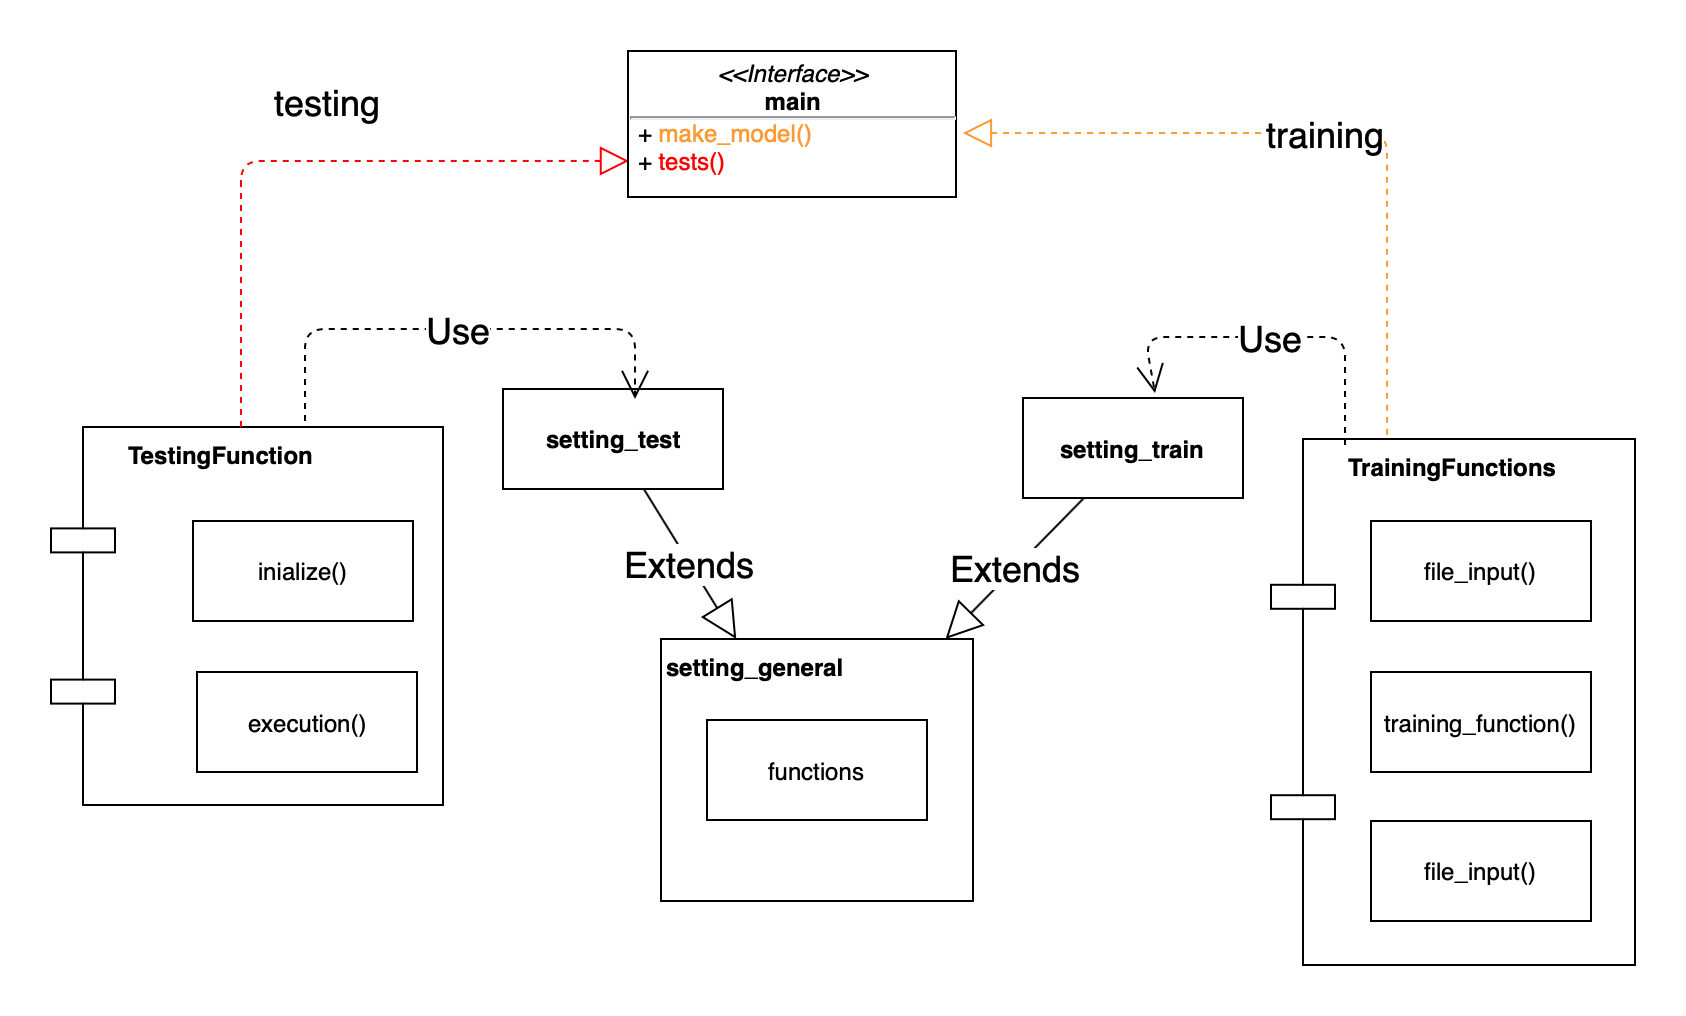 <<Interface>>
main
+ make_model()
+ tests()
testing
training
Use
Use
setting_test
setting_train
TestingFunction
inialize()
execution()
Extends
Extends
setting_general
functions
TrainingFunctions
file_input()
training_function()
file_input()